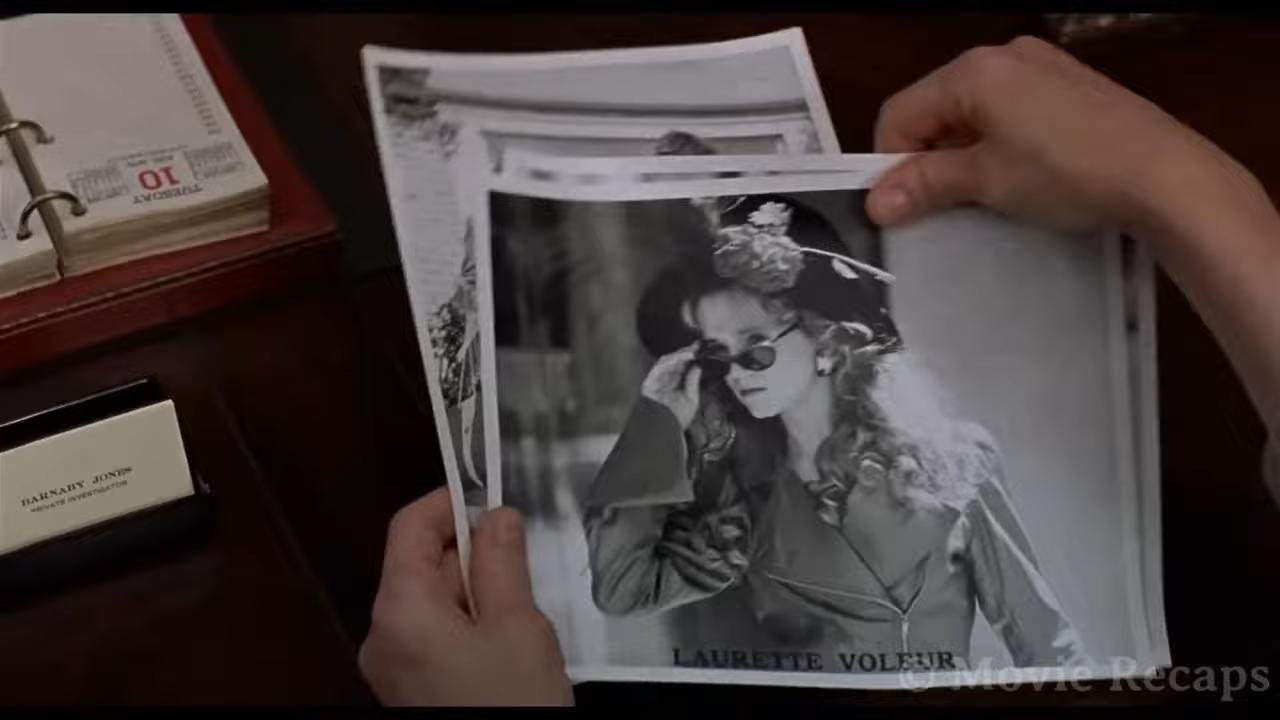 10
TUESDAY
BARNABY JONES
PRIVATE INVESTIGATOR
LAURETTE VOLEUR
© Movie Recaps